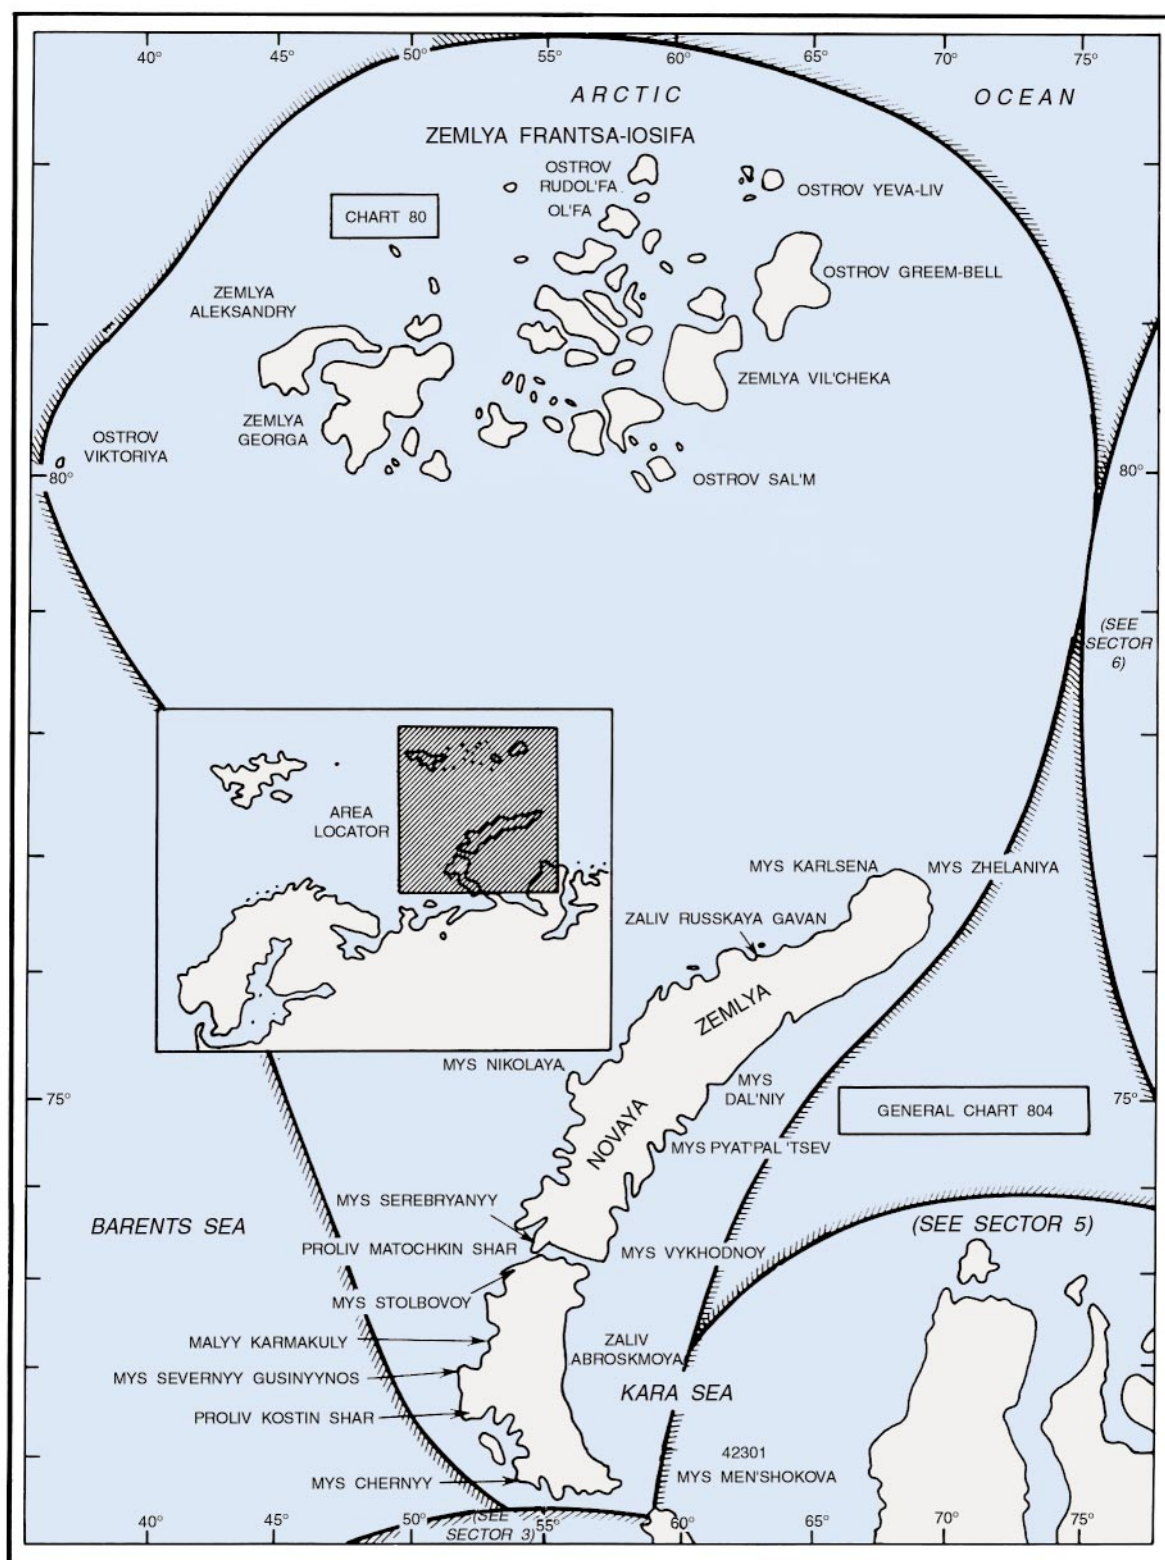 40° 45° 50° 55° 60° 65° 70° 75°
ARCTIC OCEAN
ZEMLYA FRANTSA-IOSIFA
OSTROV
RUDOL'FA
OSTROV YEVA-LIV
CHART 80
OL'FA
OSTROV GREEM-BELL
ZEMLYA
ALEKSANDRY
ZEMLYA VIL'CHEKA
ZEMLYA
GEORGA
OSTROV
VIKTORIYA
80°
80°
OSTROV SAL'M
(SEE
SECTOR
6)
AREA
LOCATOR
MYS KARLSENA
MYS ZHELANIYA
ZALIV RUSSKAYA GAVAN
NOVAYA ZEMLYA
MYS NIKOLAYA
MYS
DAL'NIY
75°
75°
GENERAL CHART 804
MYS PYAT'PAL 'TSEV
MYS SEREBRYANYY
BARENTS SEA
(SEE SECTOR 5)
PROLIV MATOCHKIN SHAR
MYS VYKHODNOY
MYS STOLBOVOY
MALYY KARMAKULY
ZALIV
ABROSKMOYA
MYS SEVERNYY GUSINYYNOS
KARA SEA
PROLIV KOSTIN SHAR
42301
MYS MEN'SHOKOVA
MYS CHERNYY
(SEE
SECTOR 3)
40° 45° 50° 55° 60° 65° 70° 75°